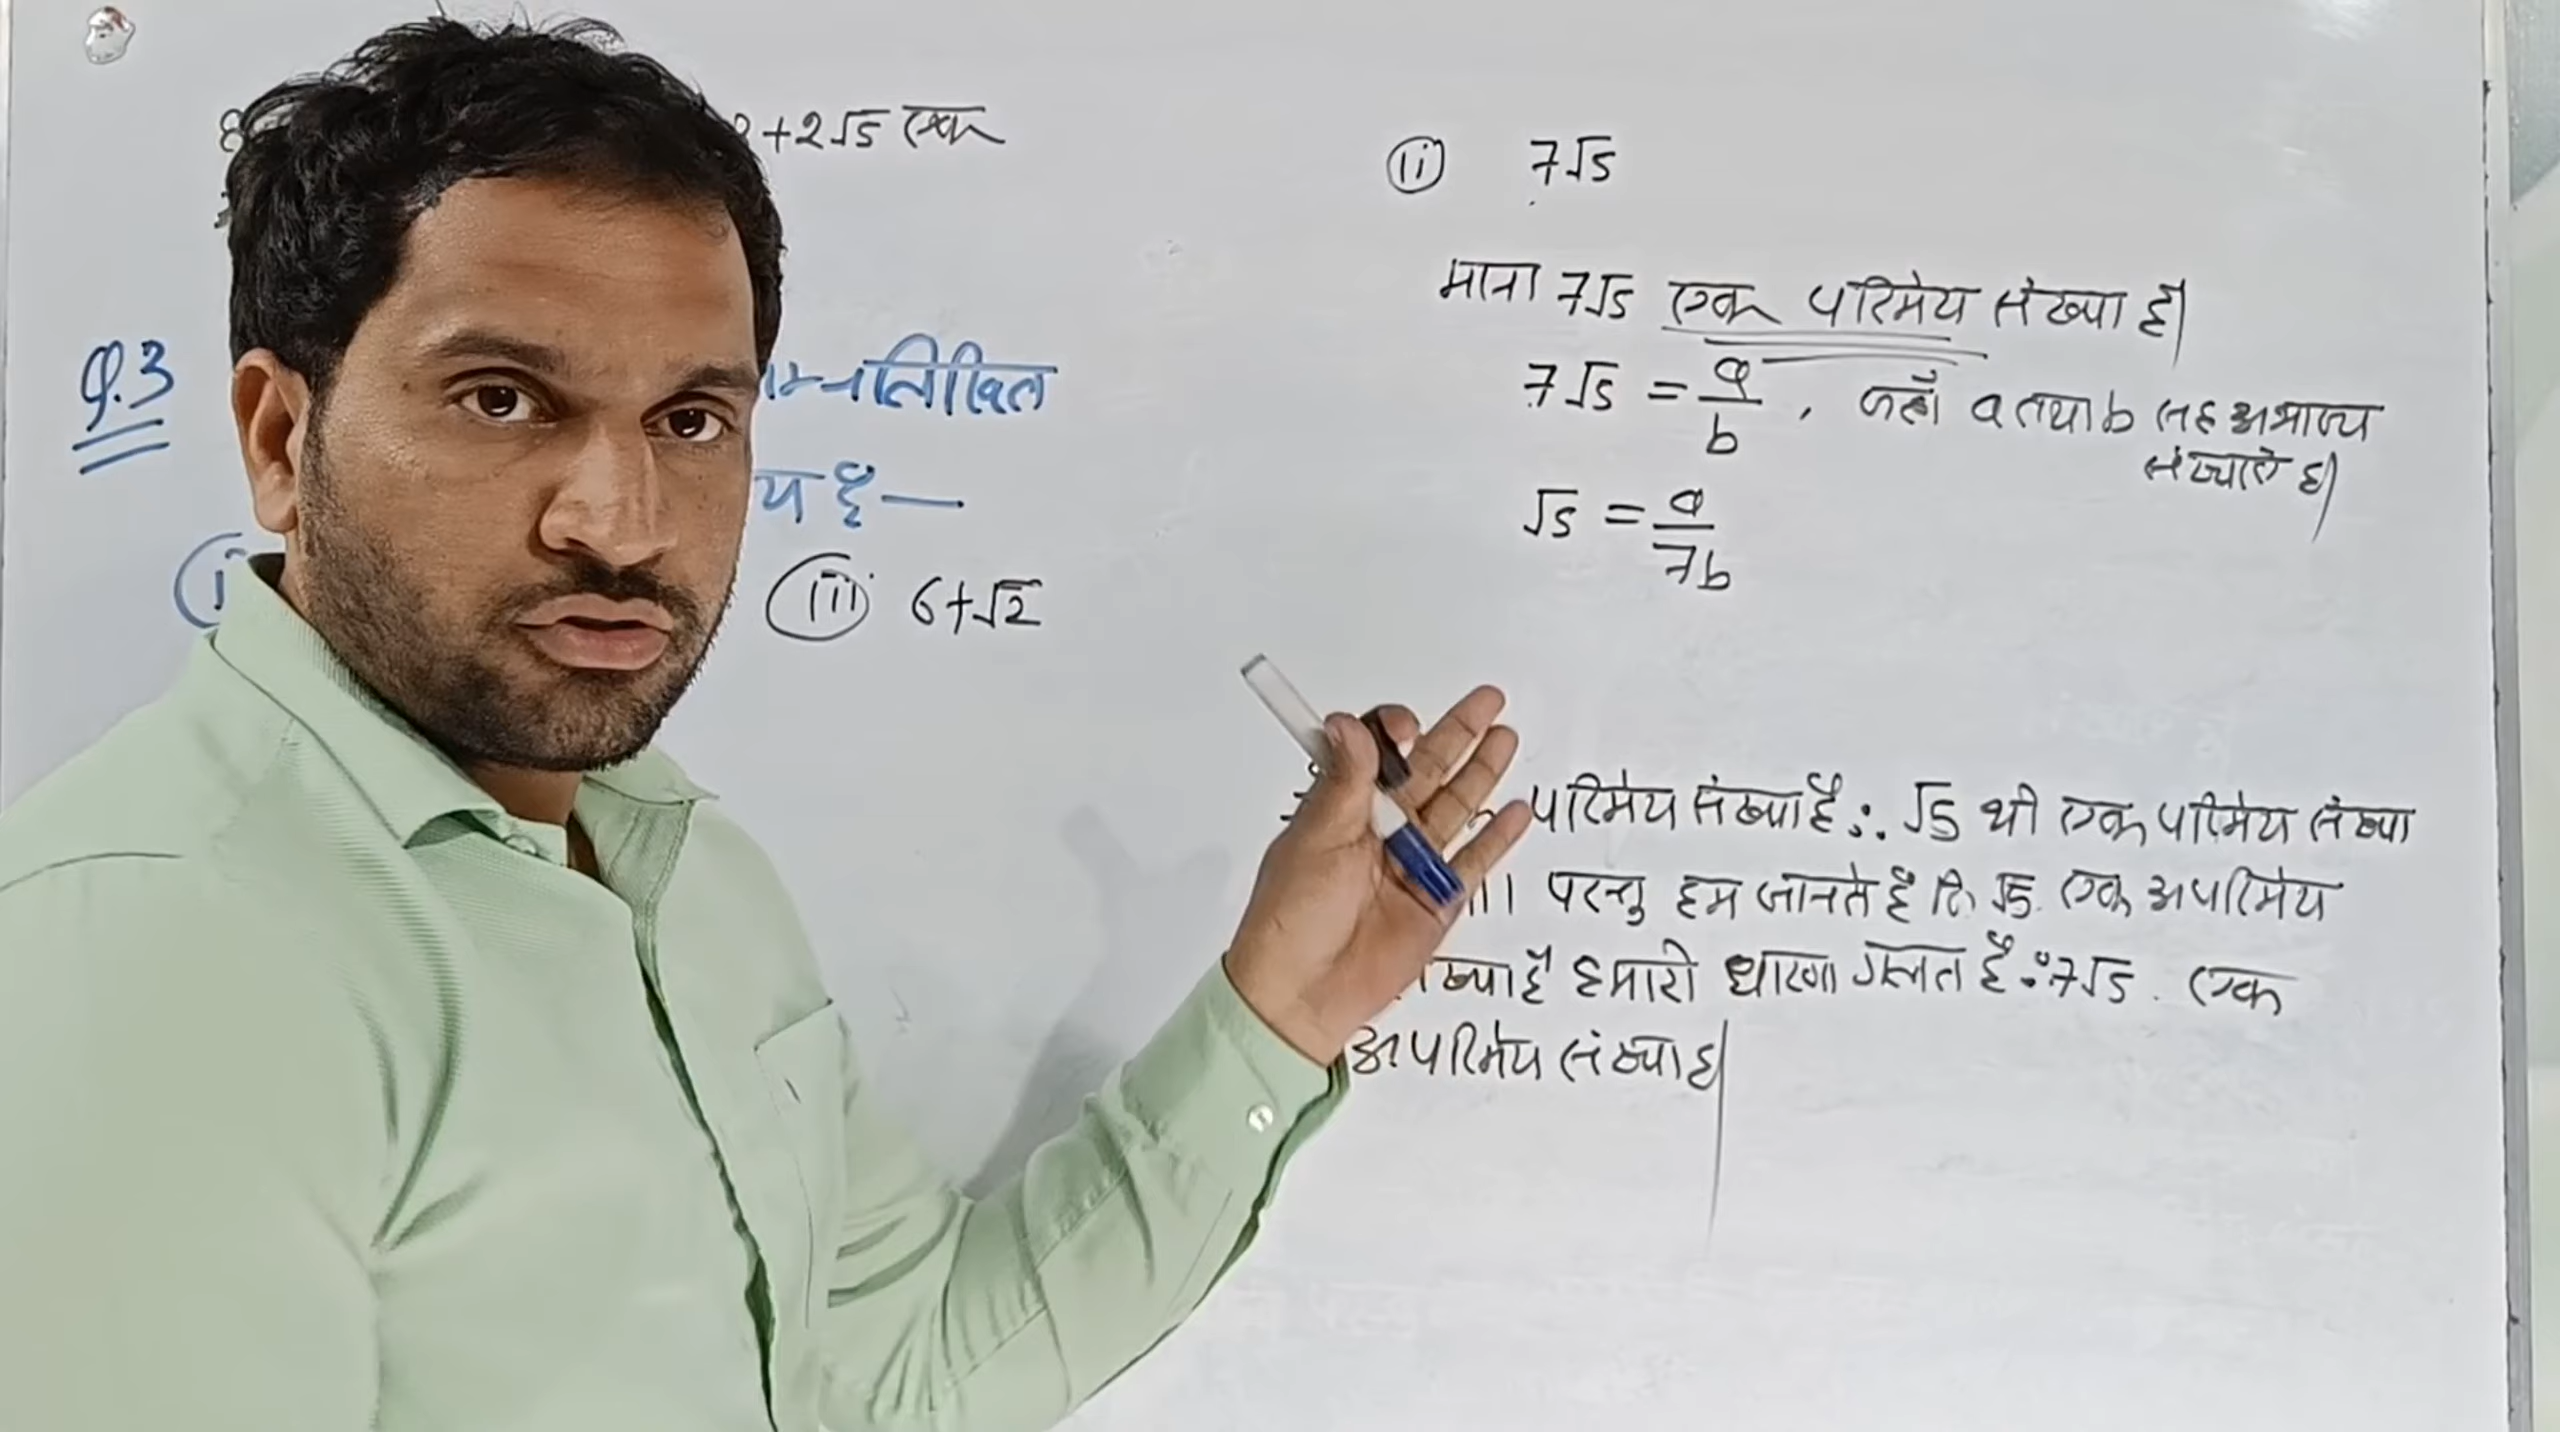 +2√5 एक
Q.3
निम्नलिखित
य है—
(i
(iii) 6+√2
(ii) 7√5
माना 7√5 एक परिमेय संख्या है।
7√5 = a/b , जहाँ a तथा b सह अभाज्य
संख्याएं है।
√5 = a/7b
परिमेय संख्या है ∴ √5 भी एक परिमेय संख्या
परन्तु हम जानते है कि √5 एक अपरिमेय
ख्या है हमारी धारणा गलत है ∴ 7√5 एक
अपरिमेय संख्या है।